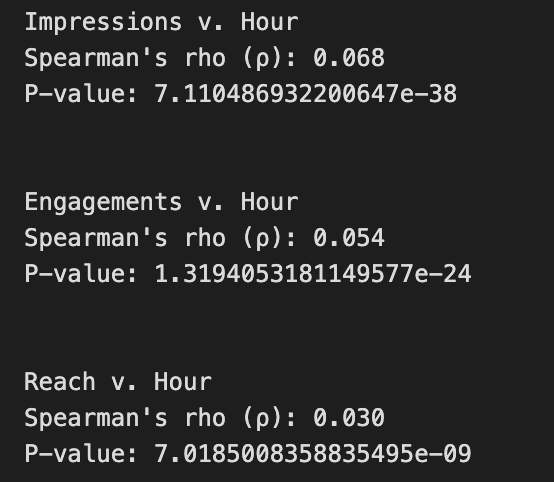 Impressions v. Hour
Spearman's rho (ρ): 0.068
P-value: 7.110486932200647e-38
Engagements v. Hour
Spearman's rho (ρ): 0.054
P-value: 1.3194053181149577e-24
Reach v. Hour
Spearman's rho (ρ): 0.030
P-value: 7.0185008358835495e-09